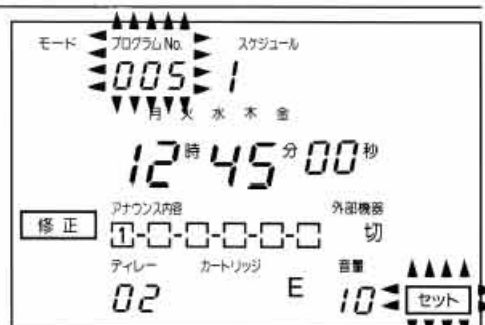 モード プログラムNo. スケジュール
005 1
月 火 水 木 金
12時45分00秒
アナウンス内容 外部機器
修正 1-□-□-□-□-□ 切
ディレー カートリッジ 音量
02 E 10 セット